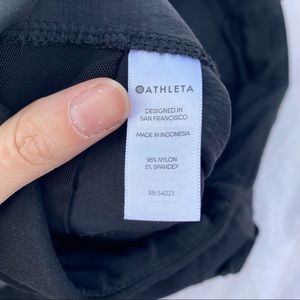 ATHLETA
DESIGNED IN
SAN FRANCISCO
MADE IN INDONESIA
95% NYLON
5% SPANDEX
RN 54023